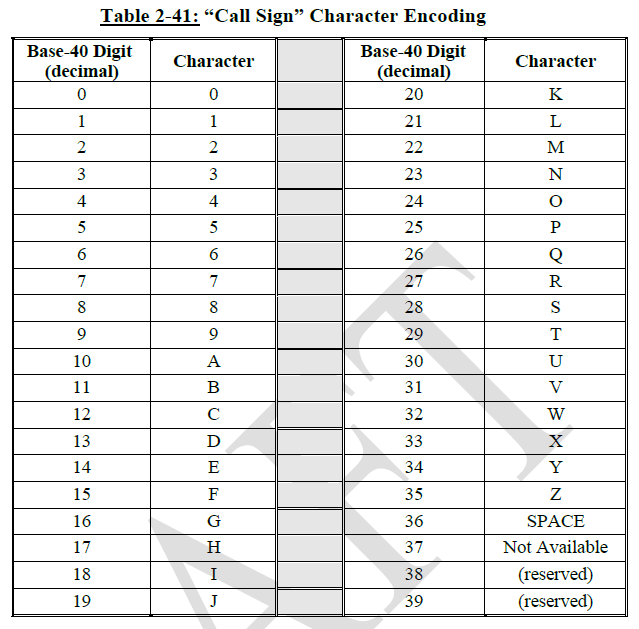 Table 2-41: “Call Sign” Character Encoding
Base-40 Digit (decimal) Character Base-40 Digit (decimal) Character
0 0 20 K
1 1 21 L
2 2 22 M
3 3 23 N
4 4 24 O
5 5 25 P
6 6 26 Q
7 7 27 R
8 8 28 S
9 9 29 T
10 A 30 U
11 B 31 V
12 C 32 W
13 D 33 X
14 E 34 Y
15 F 35 Z
16 G 36 SPACE
17 H 37 Not Available
18 I 38 (reserved)
19 J 39 (reserved)
AFT